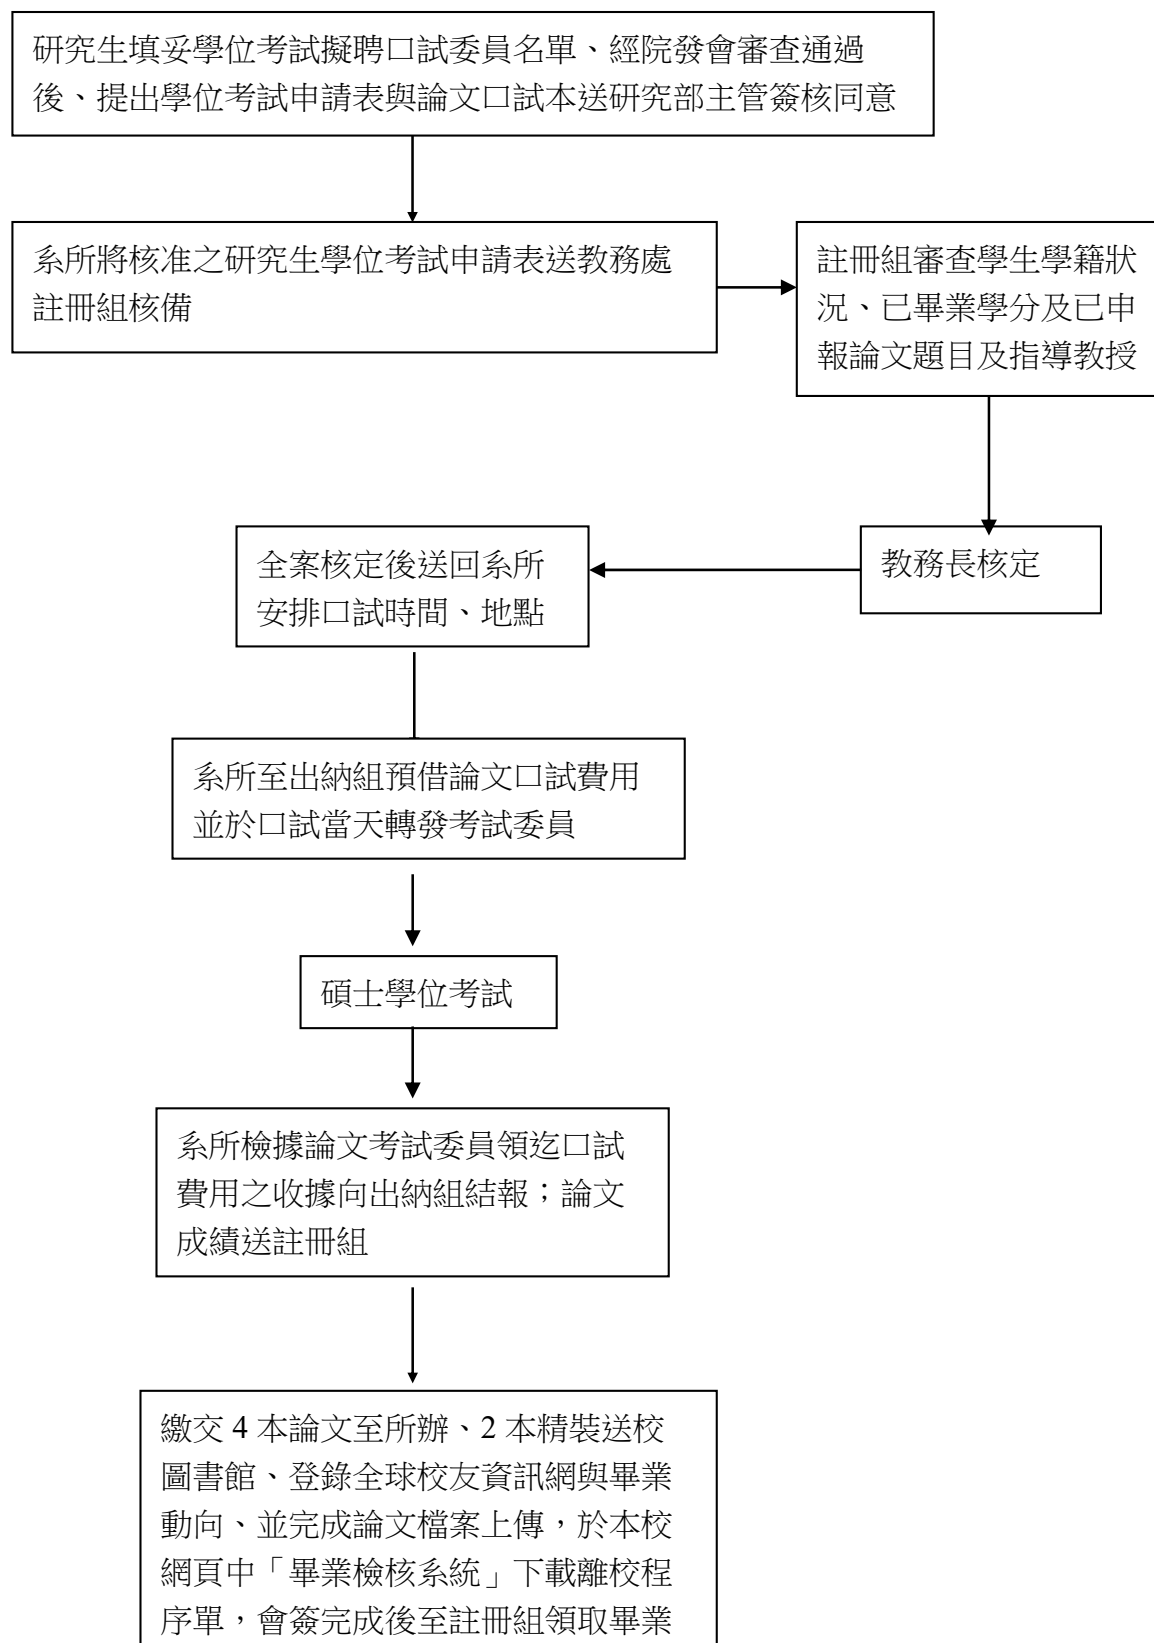 研究生填妥學位考試擬聘口試委員名單、經院發會審查通過
後、提出學位考試申請表與論文口試本送研究部主管簽核同意
系所將核准之研究生學位考試申請表送教務處
註冊組核備
註冊組審查學生學籍狀
況、已畢業學分及已申
報論文題目及指導教授
教務長核定
全案核定後送回系所
安排口試時間、地點
系所至出納組預借論文口試費用
並於口試當天轉發考試委員
碩士學位考試
系所檢據論文考試委員領迄口試
費用之收據向出納組結報；論文
成績送註冊組
繳交 4 本論文至所辦、2 本精裝送校
圖書館、登錄全球校友資訊網與畢業
動向、並完成論文檔案上傳，於本校
網頁中「畢業檢核系統」下載離校程
序單，會簽完成後至註冊組領取畢業